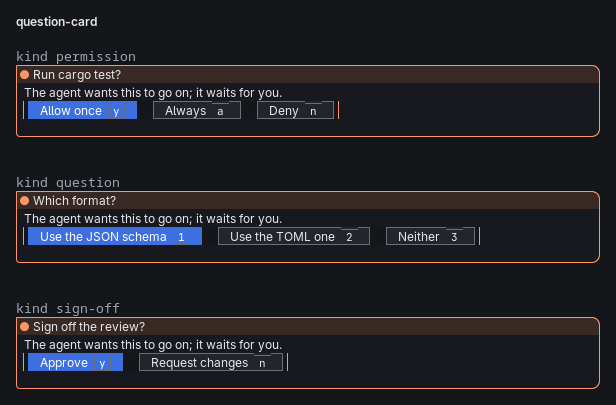 question-card
kind permission
Run cargo test?
The agent wants this to go on; it waits for you.
Allow once y Always a Deny n
kind question
Which format?
The agent wants this to go on; it waits for you.
Use the JSON schema 1 Use the TOML one 2 Neither 3
kind sign-off
Sign off the review?
The agent wants this to go on; it waits for you.
Approve y Request changes n